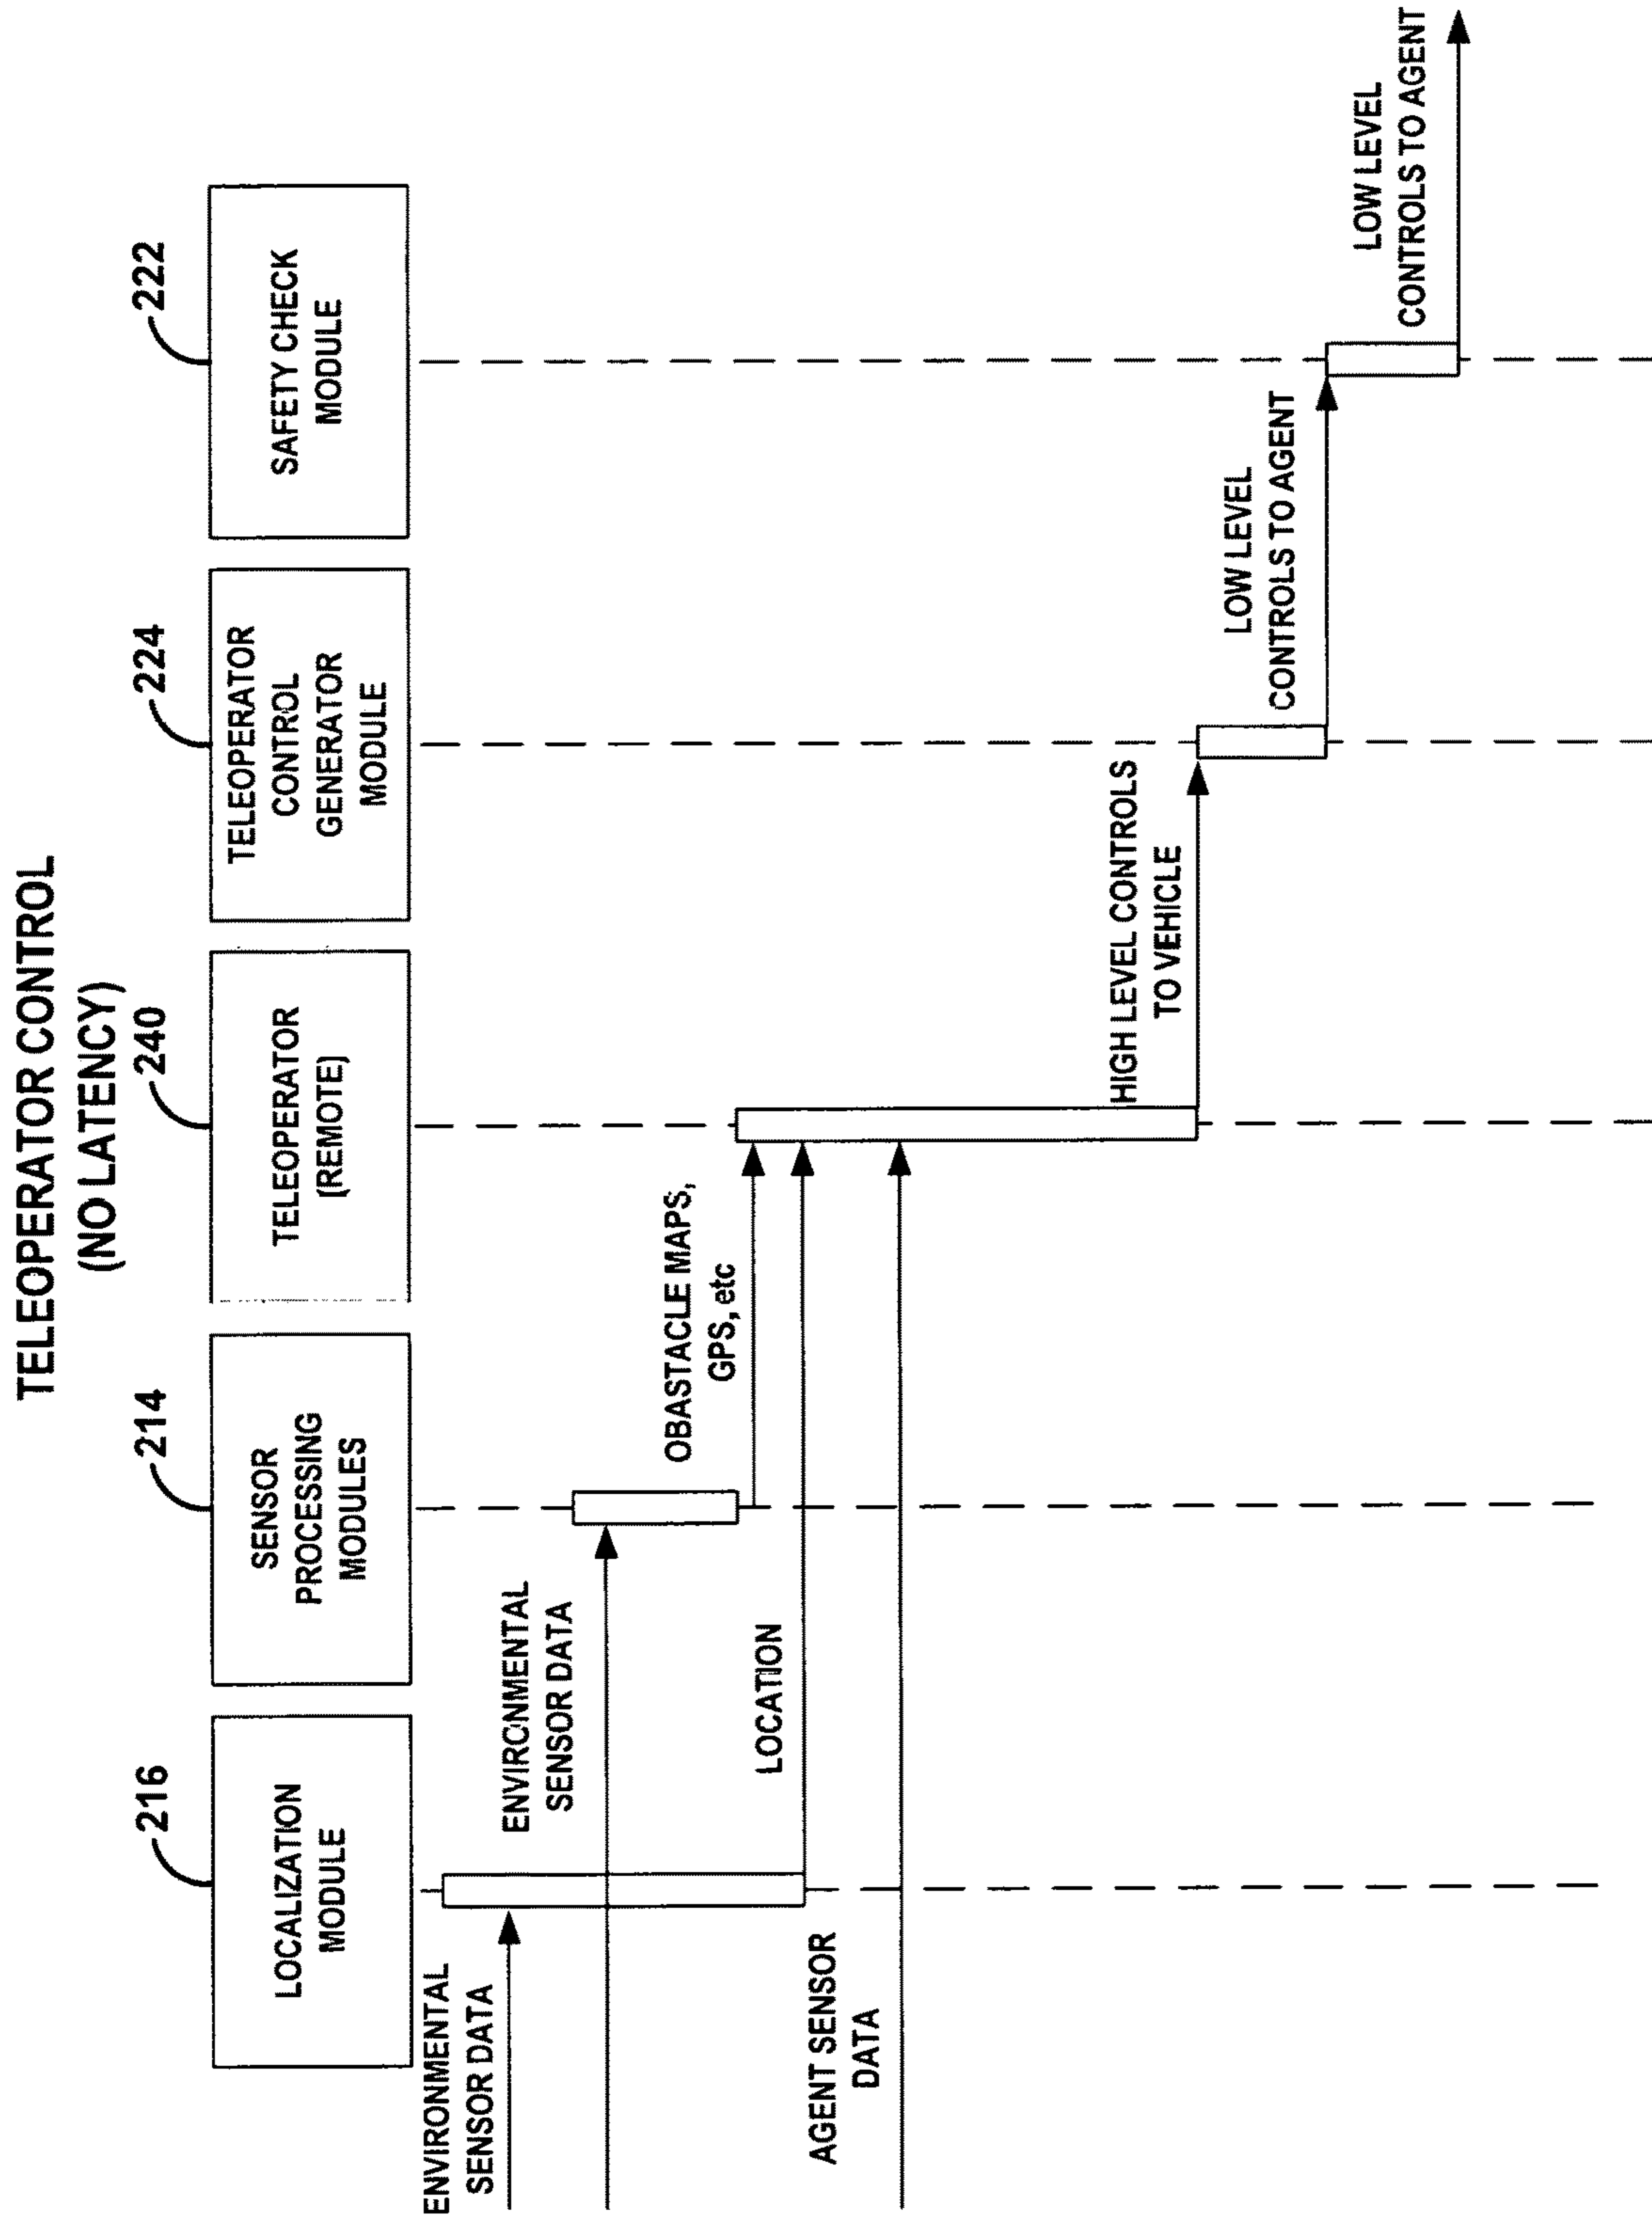 TELEOPERATOR CONTROL
(NO LATENCY)
216
214
240
224
222
LOCALIZATION
MODULE
SENSOR
PROCESSING
MODULES
TELEOPERATOR
(REMOTE)
TELEOPERATOR
CONTROL
GENERATOR
MODULE
SAFETY CHECK
MODULE
ENVIRONMENTAL
SENSOR DATA
ENVIRONMENTAL
SENSOR DATA
OBASTACLE MAPS,
GPS, etc
LOCATION
AGENT SENSOR
DATA
HIGH LEVEL CONTROLS
TO VEHICLE
LOW LEVEL
CONTROLS TO AGENT
LOW LEVEL
CONTROLS TO AGENT